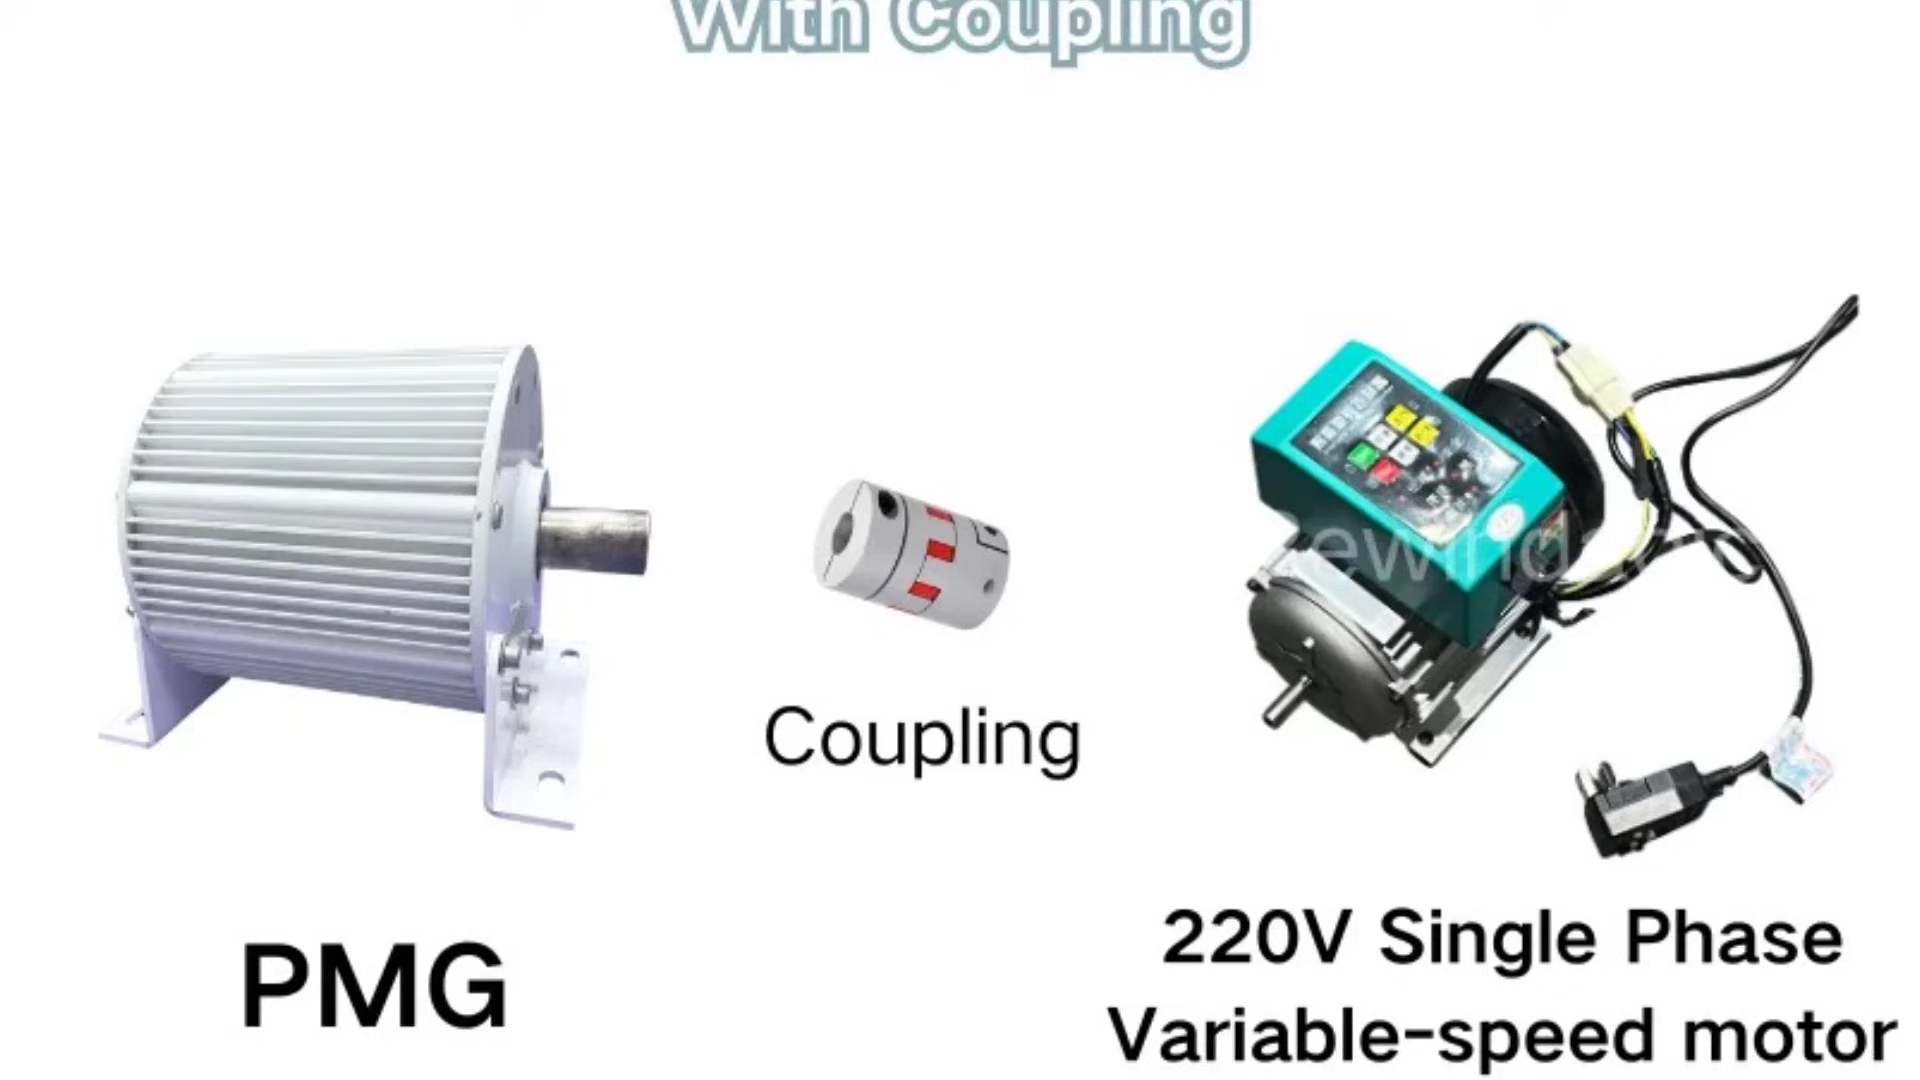 With Coupling
Coupling
PMG
220V Single Phase
Variable-speed motor